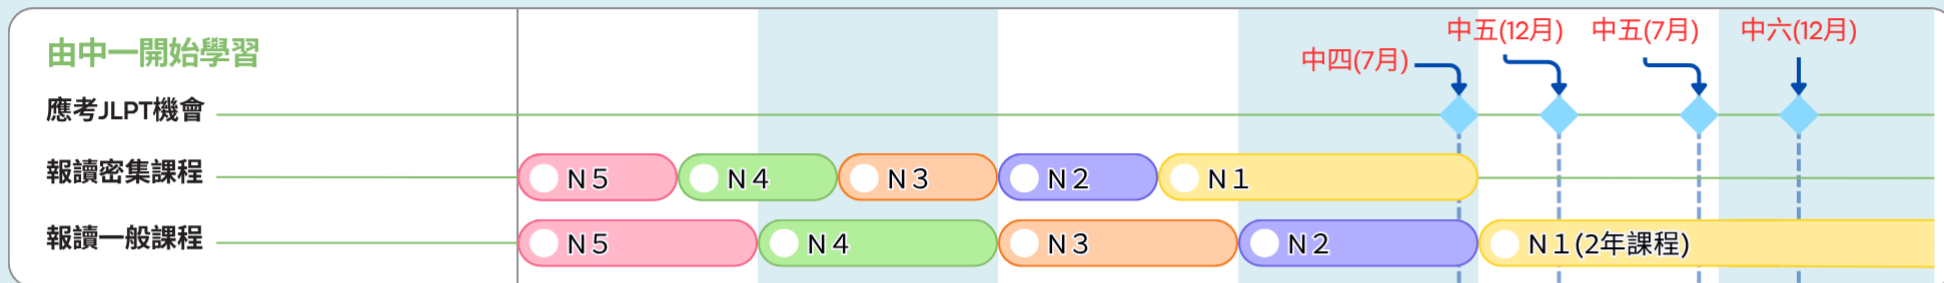 由中一開始學習
中四(7月)
中五(12月)
中五(7月)
中六(12月)
應考JLPT機會
報讀密集課程
N5
N4
N3
N2
N1
報讀一般課程
N5
N4
N3
N2
N1(2年課程)